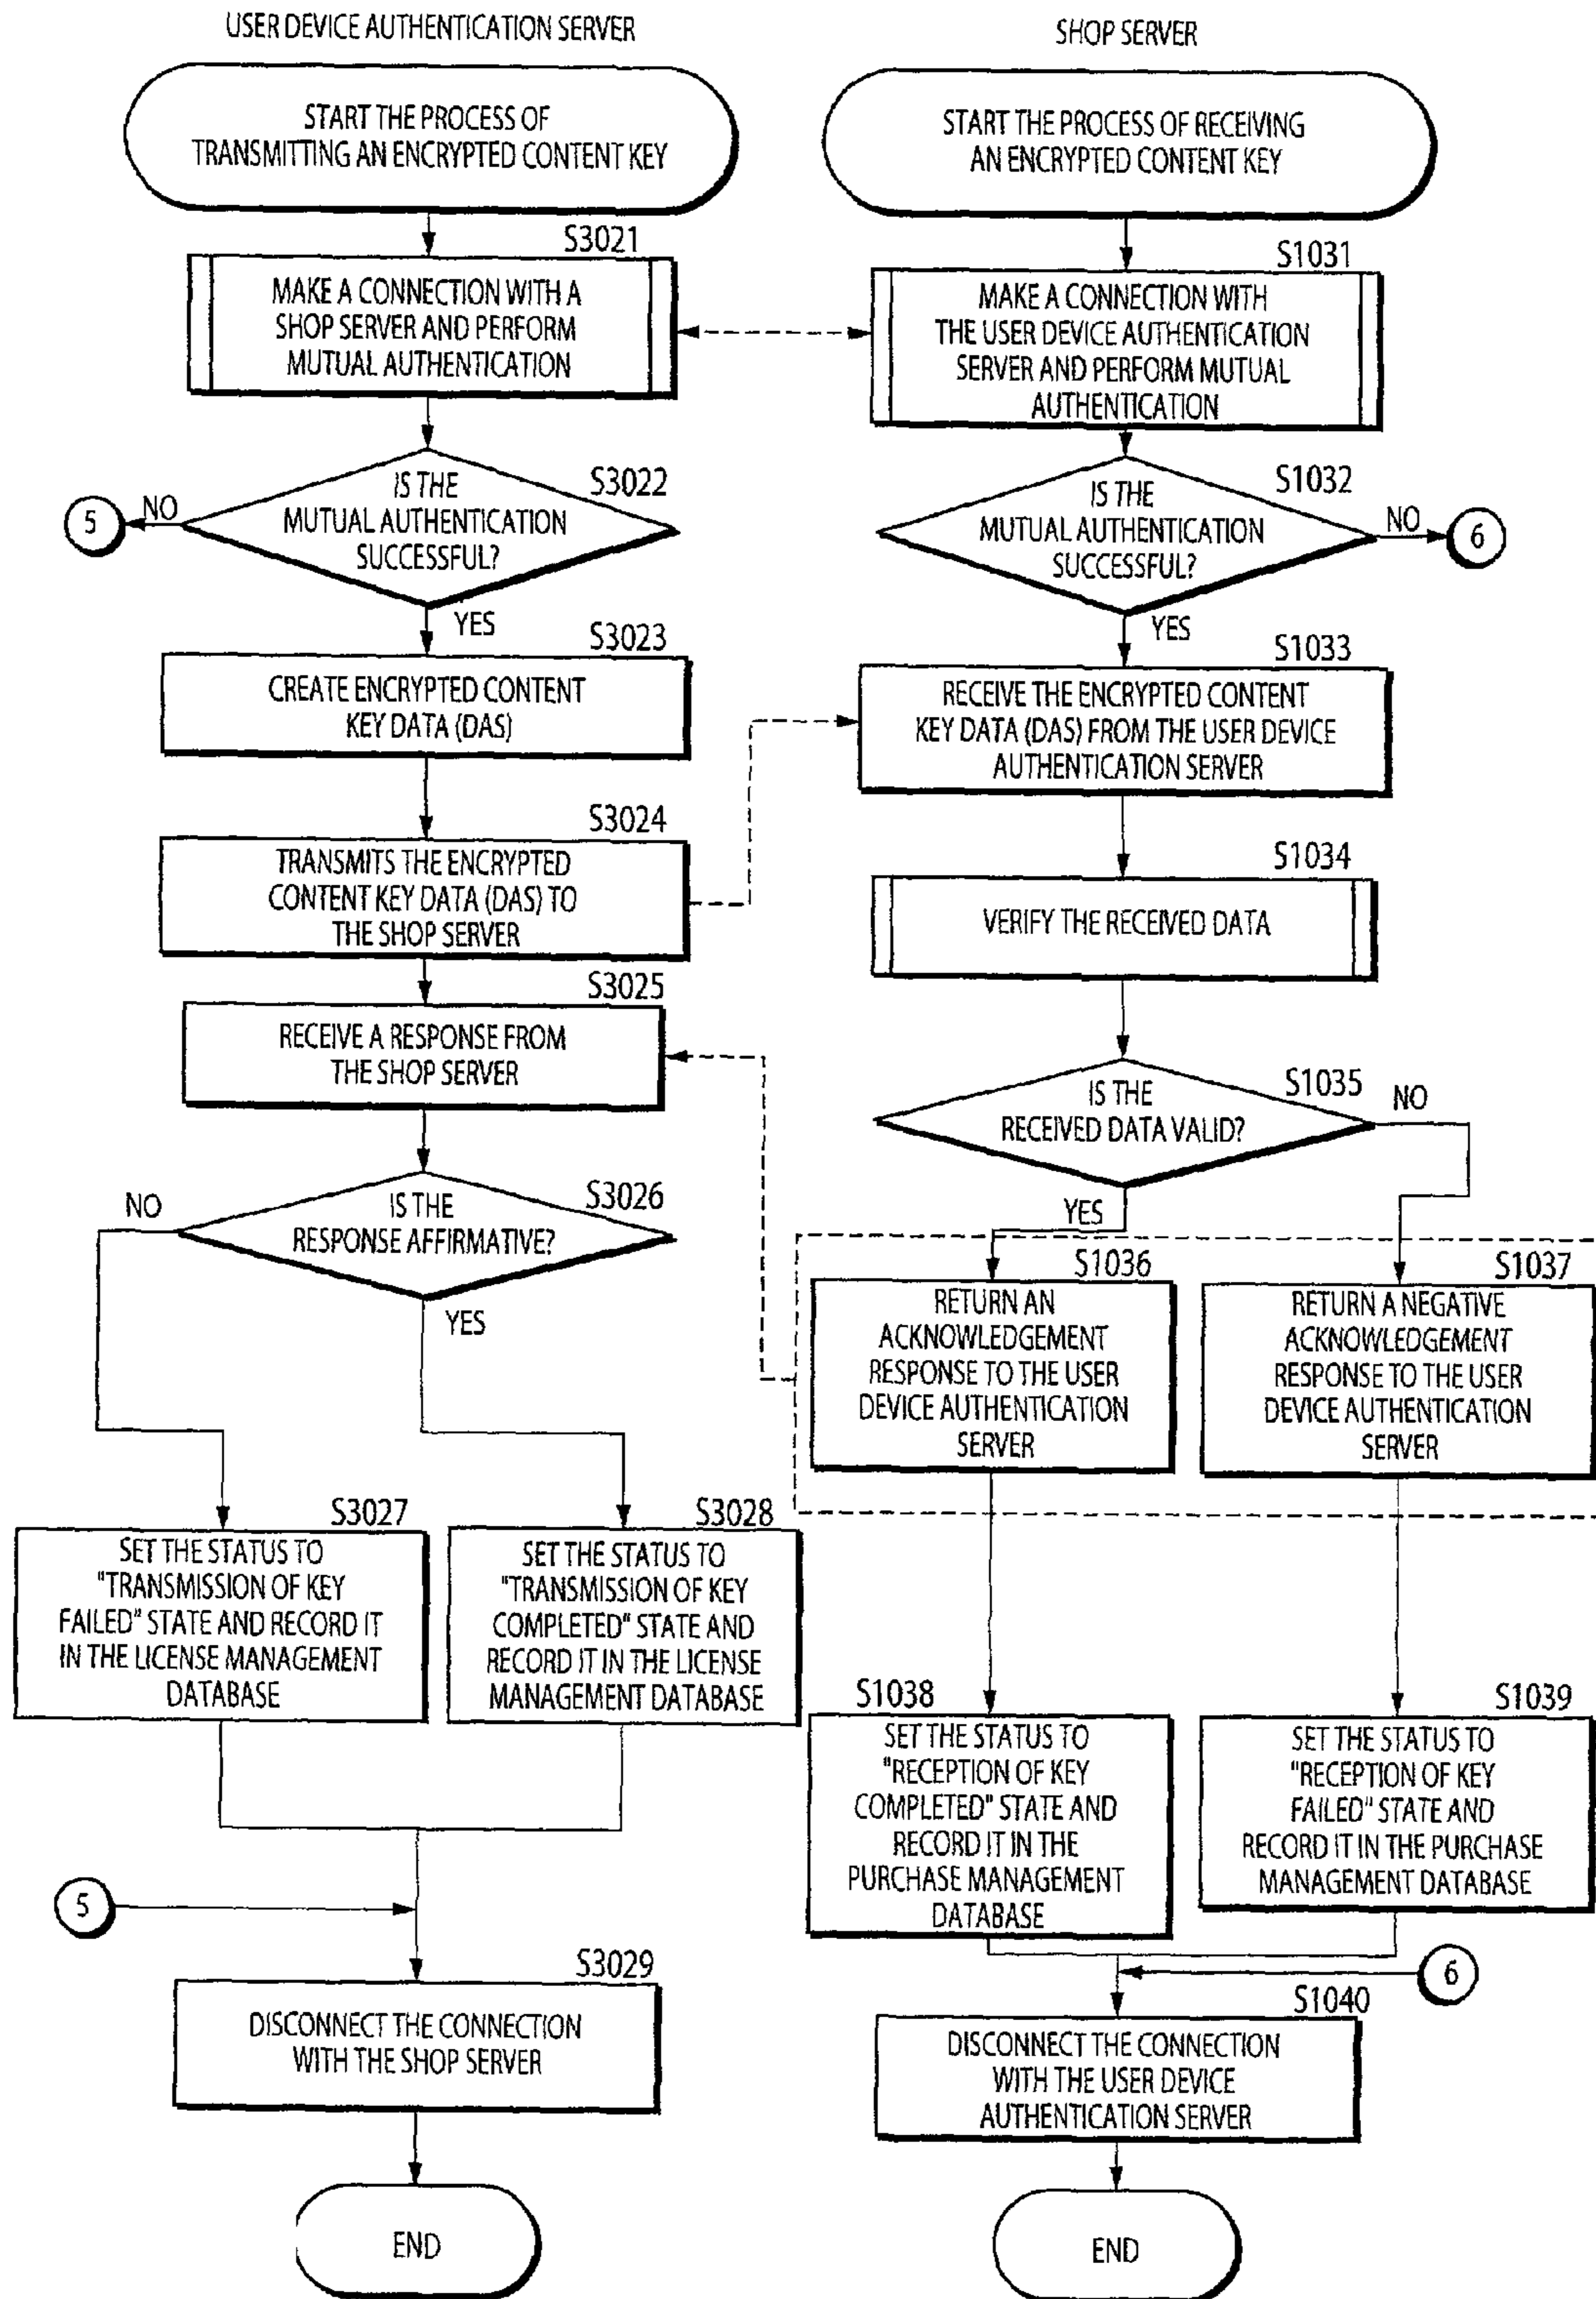 USER DEVICE AUTHENTICATION SERVER
START THE PROCESS OF
TRANSMITTING AN ENCRYPTED CONTENT KEY
S3021
MAKE A CONNECTION WITH A
SHOP SERVER AND PERFORM
MUTUAL AUTHENTICATION
S3022
IS THE
MUTUAL AUTHENTICATION
SUCCESSFUL?
NO
5
YES
S3023
CREATE ENCRYPTED CONTENT
KEY DATA (DAS)
S3024
TRANSMITS THE ENCRYPTED
CONTENT KEY DATA (DAS) TO
THE SHOP SERVER
S3025
RECEIVE A RESPONSE FROM
THE SHOP SERVER
S3026
IS THE
RESPONSE AFFIRMATIVE?
NO
YES
S3027
SET THE STATUS TO
"TRANSMISSION OF KEY
FAILED" STATE AND RECORD IT
IN THE LICENSE MANAGEMENT
DATABASE
S3028
SET THE STATUS TO
"TRANSMISSION OF KEY
COMPLETED" STATE AND
RECORD IT IN THE LICENSE
MANAGEMENT DATABASE
5
S3029
DISCONNECT THE CONNECTION
WITH THE SHOP SERVER
END
SHOP SERVER
START THE PROCESS OF RECEIVING
AN ENCRYPTED CONTENT KEY
S1031
MAKE A CONNECTION WITH
THE USER DEVICE AUTHENTICATION
SERVER AND PERFORM MUTUAL
AUTHENTICATION
S1032
IS THE
MUTUAL AUTHENTICATION
SUCCESSFUL?
NO
6
YES
S1033
RECEIVE THE ENCRYPTED CONTENT
KEY DATA (DAS) FROM THE USER DEVICE
AUTHENTICATION SERVER
S1034
VERIFY THE RECEIVED DATA
S1035
IS THE
RECEIVED DATA VALID?
NO
YES
S1036
RETURN AN
ACKNOWLEDGEMENT
RESPONSE TO THE USER
DEVICE AUTHENTICATION
SERVER
S1037
RETURN A NEGATIVE
ACKNOWLEDGEMENT
RESPONSE TO THE USER
DEVICE AUTHENTICATION
SERVER
S1038
SET THE STATUS TO
"RECEPTION OF KEY
COMPLETED" STATE AND
RECORD IT IN THE
PURCHASE MANAGEMENT
DATABASE
S1039
SET THE STATUS TO
"RECEPTION OF KEY
FAILED" STATE AND
RECORD IT IN THE PURCHASE
MANAGEMENT DATABASE
6
S1040
DISCONNECT THE CONNECTION
WITH THE USER DEVICE
AUTHENTICATION SERVER
END